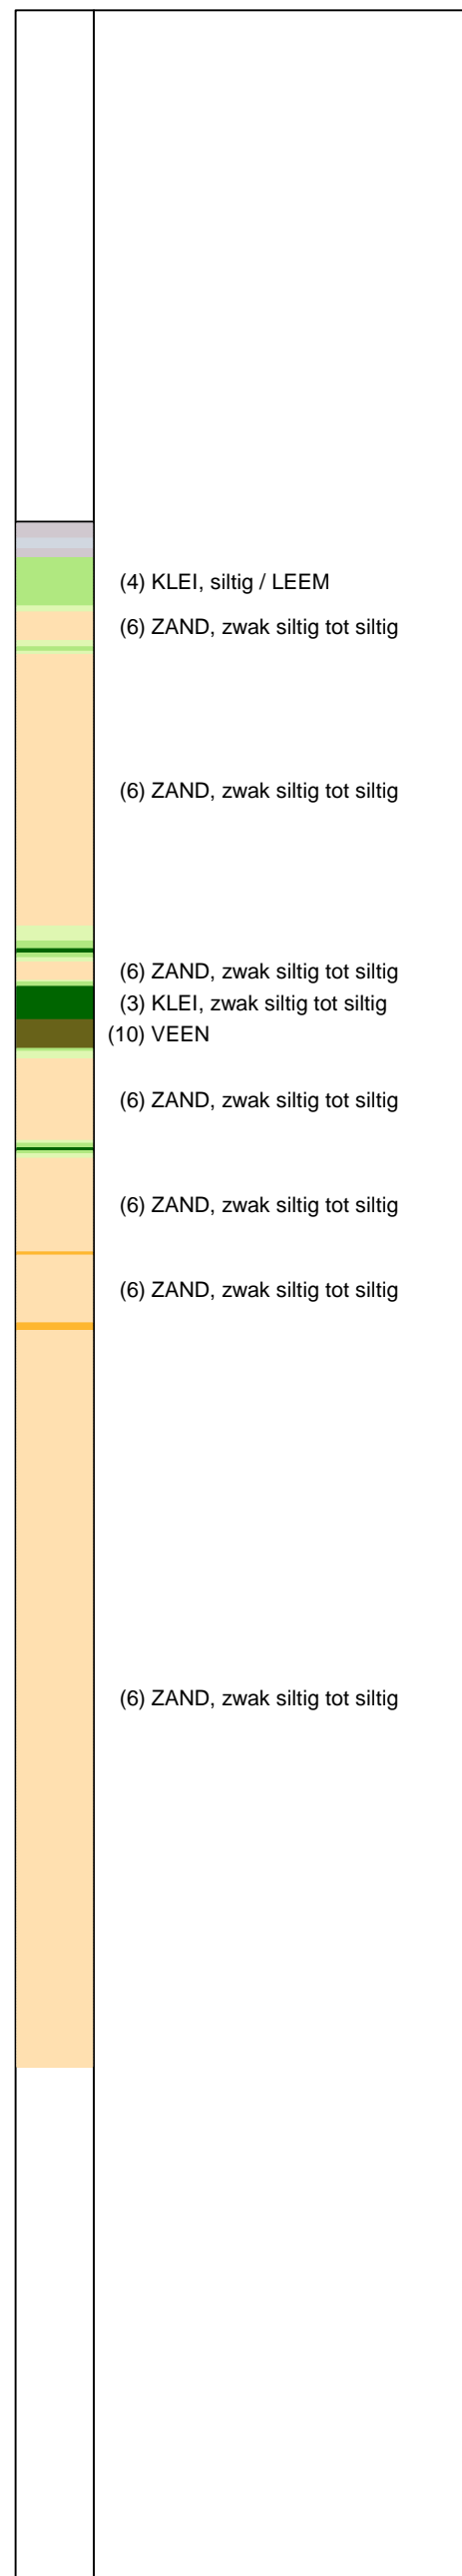 (4) KLEI, siltig / LEEM
(6) ZAND, zwak siltig tot siltig
(6) ZAND, zwak siltig tot siltig
(6) ZAND, zwak siltig tot siltig
(3) KLEI, zwak siltig tot siltig
(10) VEEN
(6) ZAND, zwak siltig tot siltig
(6) ZAND, zwak siltig tot siltig
(6) ZAND, zwak siltig tot siltig
(6) ZAND, zwak siltig tot siltig